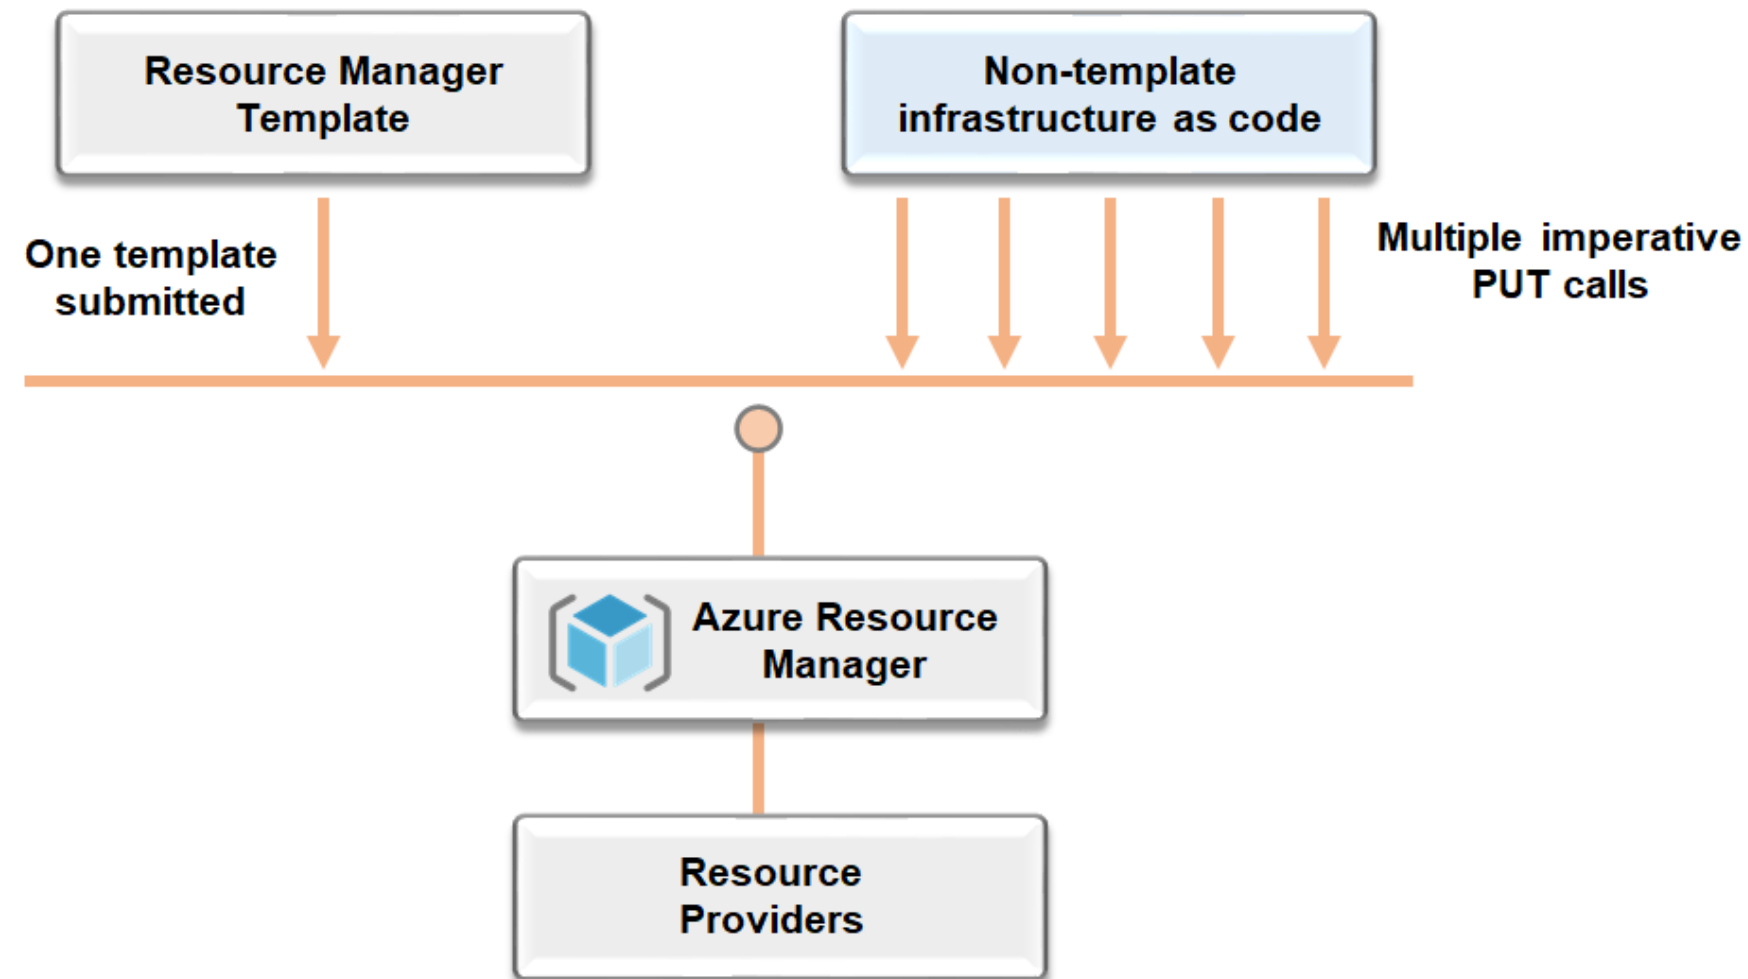 Resource Manager
Template
Non-template
infrastructure as code
One template
submitted
Multiple imperative
PUT calls
Azure Resource
Manager
Resource
Providers